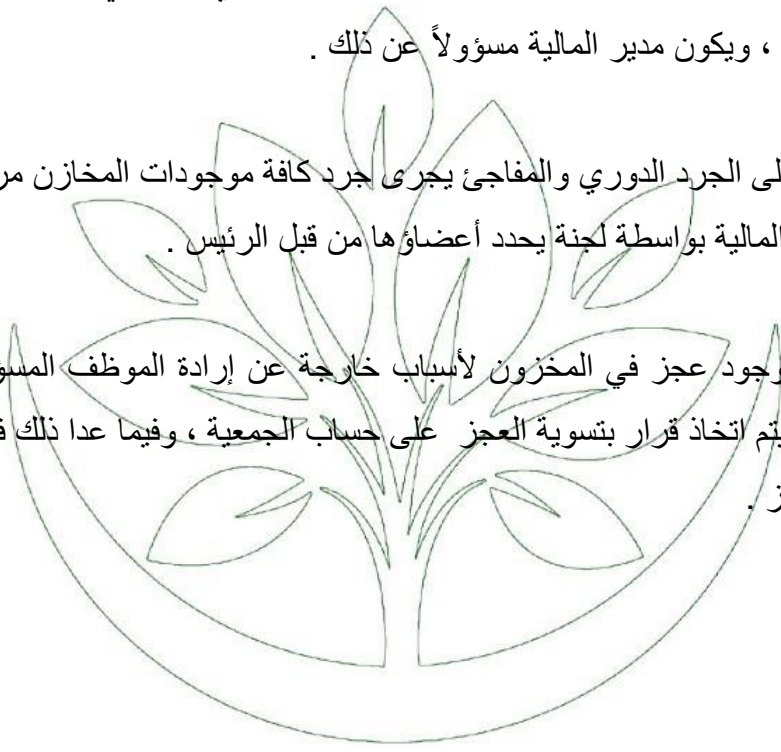 ، ويكون مدير المالية مسؤولاً عن ذلك .
لى الجرد الدوري والمفاجئ يجرى جرد كافة موجودات المخازن مر
المالية بواسطة لجنة يحدد أعضاؤها من قبل الرئيس .
جود عجز في المخزون لأسباب خارجة عن إرادة الموظف المسؤ
يتم اتخاذ قرار بتسوية العجز على حساب الجمعية ، وفيما عدا ذلك ف
ز .